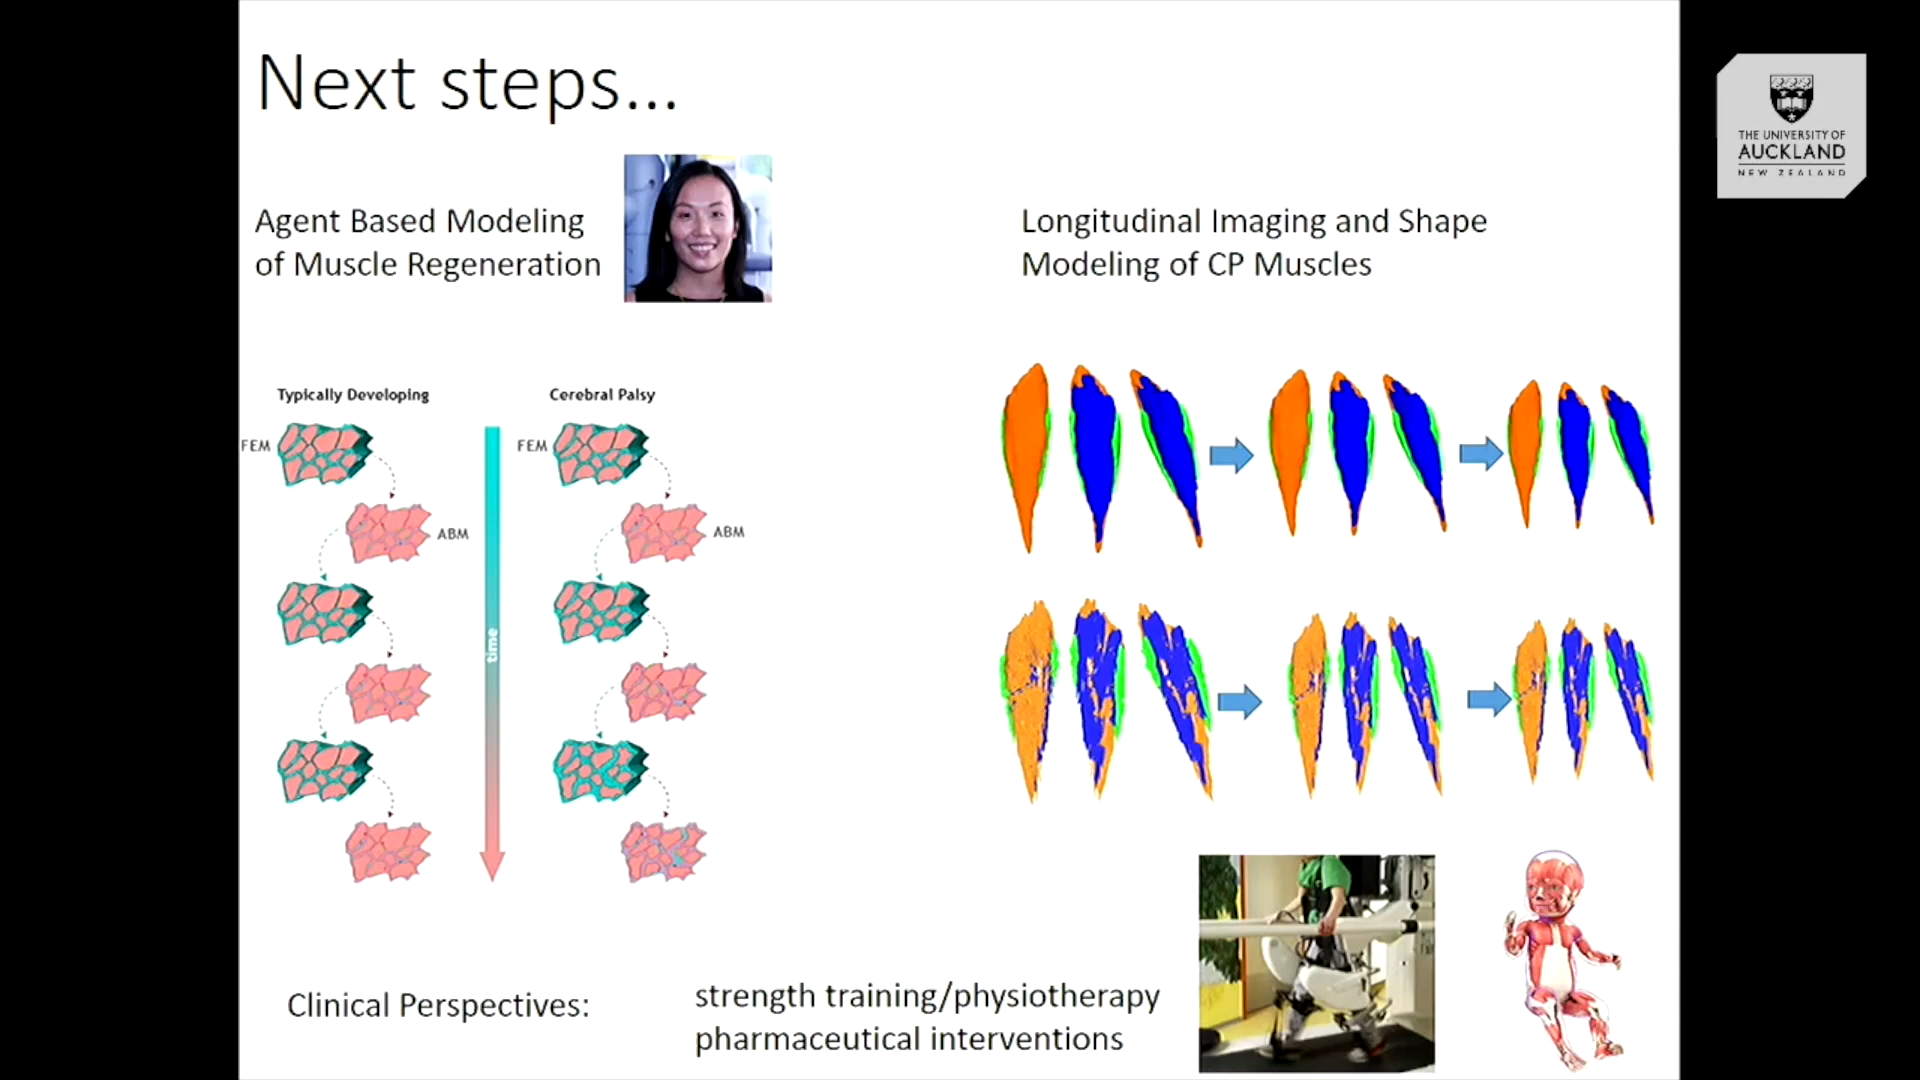 Next steps...
Agent Based Modeling
of Muscle Regeneration
Longitudinal Imaging and Shape
Modeling of CP Muscles
THE UNIVERSITY OF
AUCKLAND
NEW ZEALAND
Typically Developing
Cerebral Palsy
FEM
FEM
ABM
ABM
time
Clinical Perspectives:
strength training/physiotherapy
pharmaceutical interventions